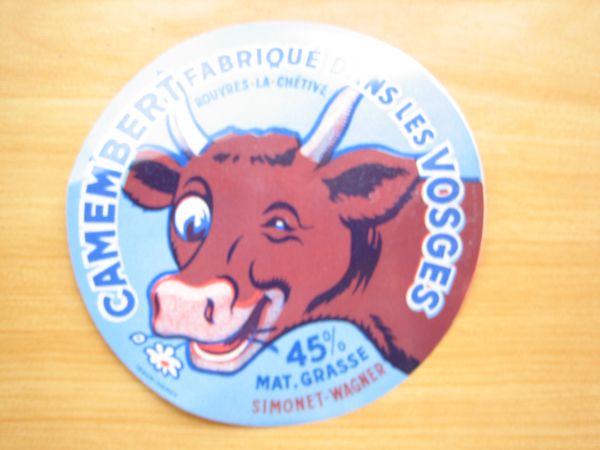 CAMEMBERT FABRIQUÉ DANS LES VOSGES
ROUVRES-LA-CHÉTIVE
45%
MAT. GRASSE
SIMONET-WAGNER